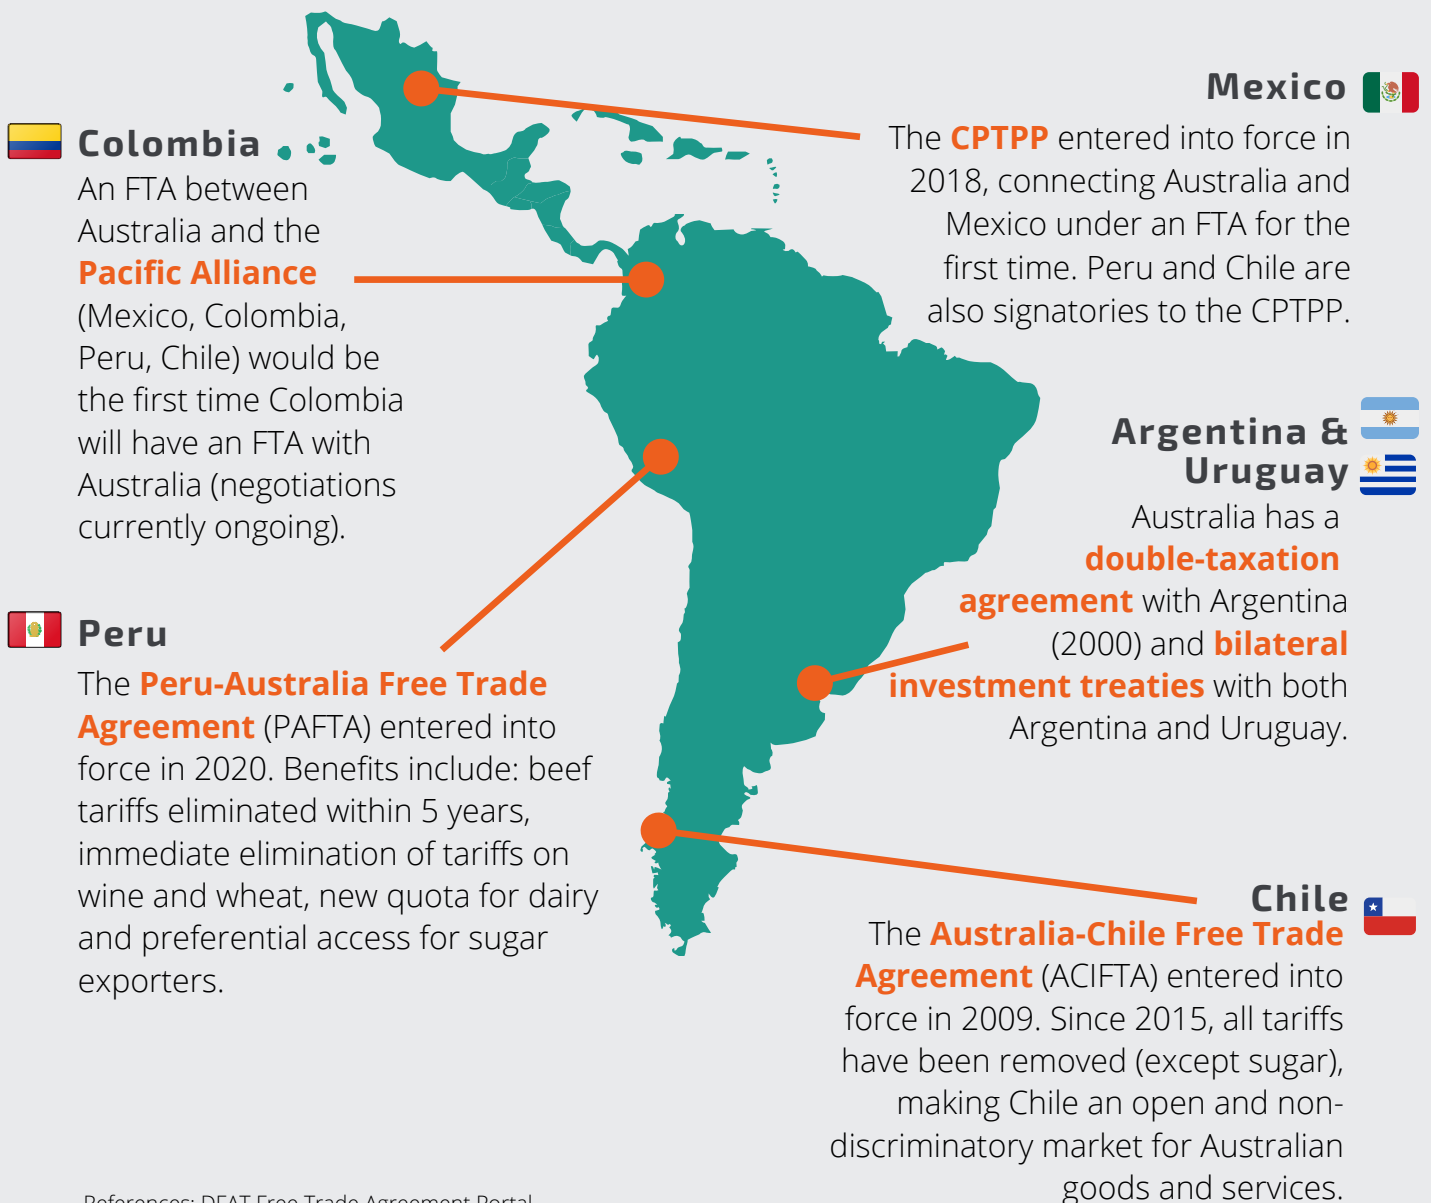 Colombia
An FTA between
Australia and the
Pacific Alliance
(Mexico, Colombia,
Peru, Chile) would be
the first time Colombia
will have an FTA with
Australia (negotiations
currently ongoing).
Peru
The Peru-Australia Free Trade
Agreement (PAFTA) entered into
force in 2020. Benefits include: beef
tariffs eliminated within 5 years,
immediate elimination of tariffs on
wine and wheat, new quota for dairy
and preferential access for sugar
exporters.
Mexico
The CPTPP entered into force in
2018, connecting Australia and
Mexico under an FTA for the
first time. Peru and Chile are
also signatories to the CPTPP.
Argentina &
Uruguay
Australia has a
double-taxation
agreement with Argentina
(2000) and bilateral
investment treaties with both
Argentina and Uruguay.
Chile
The Australia-Chile Free Trade
Agreement (ACIFTA) entered into
force in 2009. Since 2015, all tariffs
have been removed (except sugar),
making Chile an open and non-
discriminatory market for Australian
goods and services.
References: DFAT Free Trade Agreement Portal